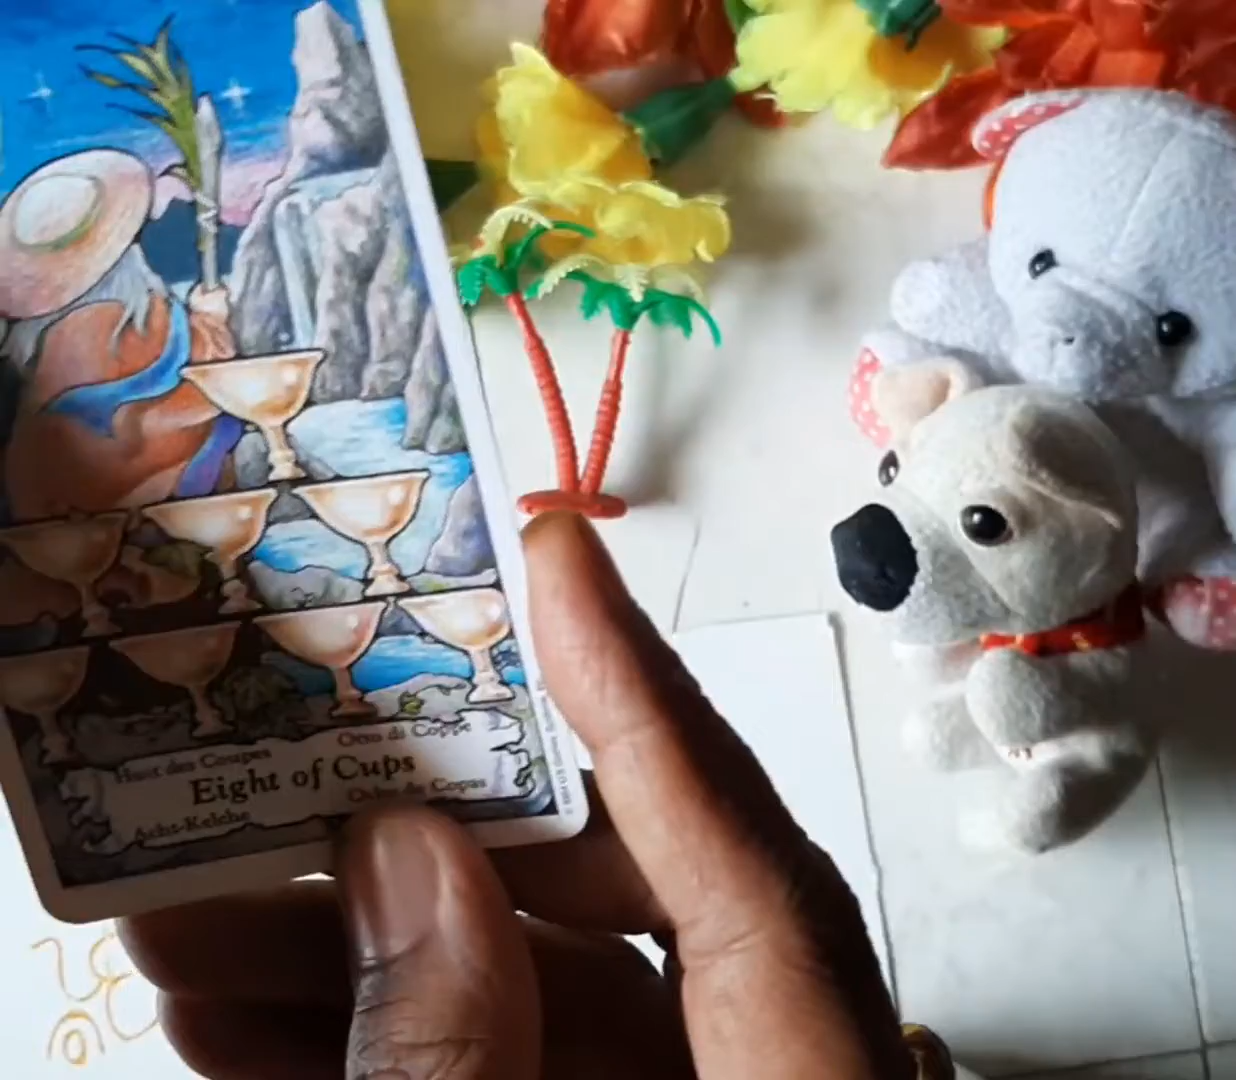 Huit des Coupes Otto di Coppe
Eight of Cups
Acht-Kelche Ocho de Copas